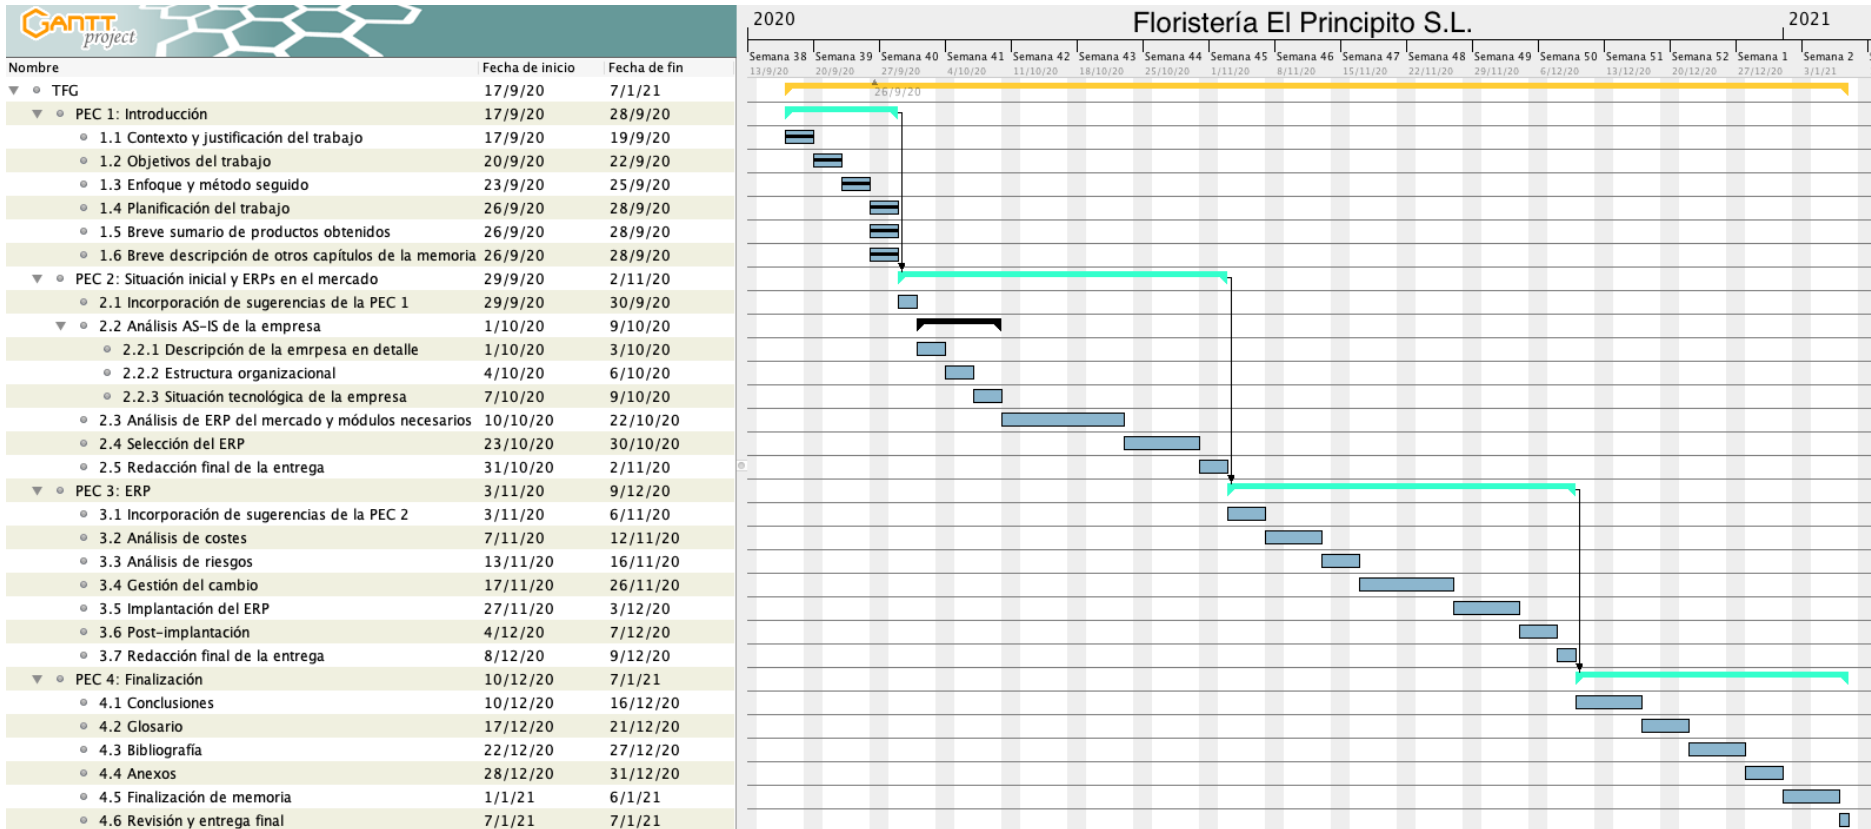 GANTT project
2020 Floristería El Principito S.L. 2021
Semana 38 Semana 39 Semana 40 Semana 41 Semana 42 Semana 43 Semana 44 Semana 45 Semana 46 Semana 47 Semana 48 Semana 49 Semana 50 Semana 51 Semana 52 Semana 1 Semana 2
Nombre Fecha de inicio Fecha de fin
13/9/20 20/9/20 27/9/20 4/10/20 11/10/20 18/10/20 25/10/20 1/11/20 8/11/20 15/11/20 22/11/20 29/11/20 6/12/20 13/12/20 20/12/20 27/12/20 3/1/21
TFG 17/9/20 7/1/21
26/9/20
PEC 1: Introducción 17/9/20 28/9/20
1.1 Contexto y justificación del trabajo 17/9/20 19/9/20
1.2 Objetivos del trabajo 20/9/20 22/9/20
1.3 Enfoque y método seguido 23/9/20 25/9/20
1.4 Planificación del trabajo 26/9/20 28/9/20
1.5 Breve sumario de productos obtenidos 26/9/20 28/9/20
1.6 Breve descripción de otros capítulos de la memoria 26/9/20 28/9/20
PEC 2: Situación inicial y ERPs en el mercado 29/9/20 2/11/20
2.1 Incorporación de sugerencias de la PEC 1 29/9/20 30/9/20
2.2 Análisis AS-IS de la empresa 1/10/20 9/10/20
2.2.1 Descripción de la emrpesa en detalle 1/10/20 3/10/20
2.2.2 Estructura organizacional 4/10/20 6/10/20
2.2.3 Situación tecnológica de la empresa 7/10/20 9/10/20
2.3 Análisis de ERP del mercado y módulos necesarios 10/10/20 22/10/20
2.4 Selección del ERP 23/10/20 30/10/20
2.5 Redacción final de la entrega 31/10/20 2/11/20
PEC 3: ERP 3/11/20 9/12/20
3.1 Incorporación de sugerencias de la PEC 2 3/11/20 6/11/20
3.2 Análisis de costes 7/11/20 12/11/20
3.3 Análisis de riesgos 13/11/20 16/11/20
3.4 Gestión del cambio 17/11/20 26/11/20
3.5 Implantación del ERP 27/11/20 3/12/20
3.6 Post-implantación 4/12/20 7/12/20
3.7 Redacción final de la entrega 8/12/20 9/12/20
PEC 4: Finalización 10/12/20 7/1/21
4.1 Conclusiones 10/12/20 16/12/20
4.2 Glosario 17/12/20 21/12/20
4.3 Bibliografía 22/12/20 27/12/20
4.4 Anexos 28/12/20 31/12/20
4.5 Finalización de memoria 1/1/21 6/1/21
4.6 Revisión y entrega final 7/1/21 7/1/21